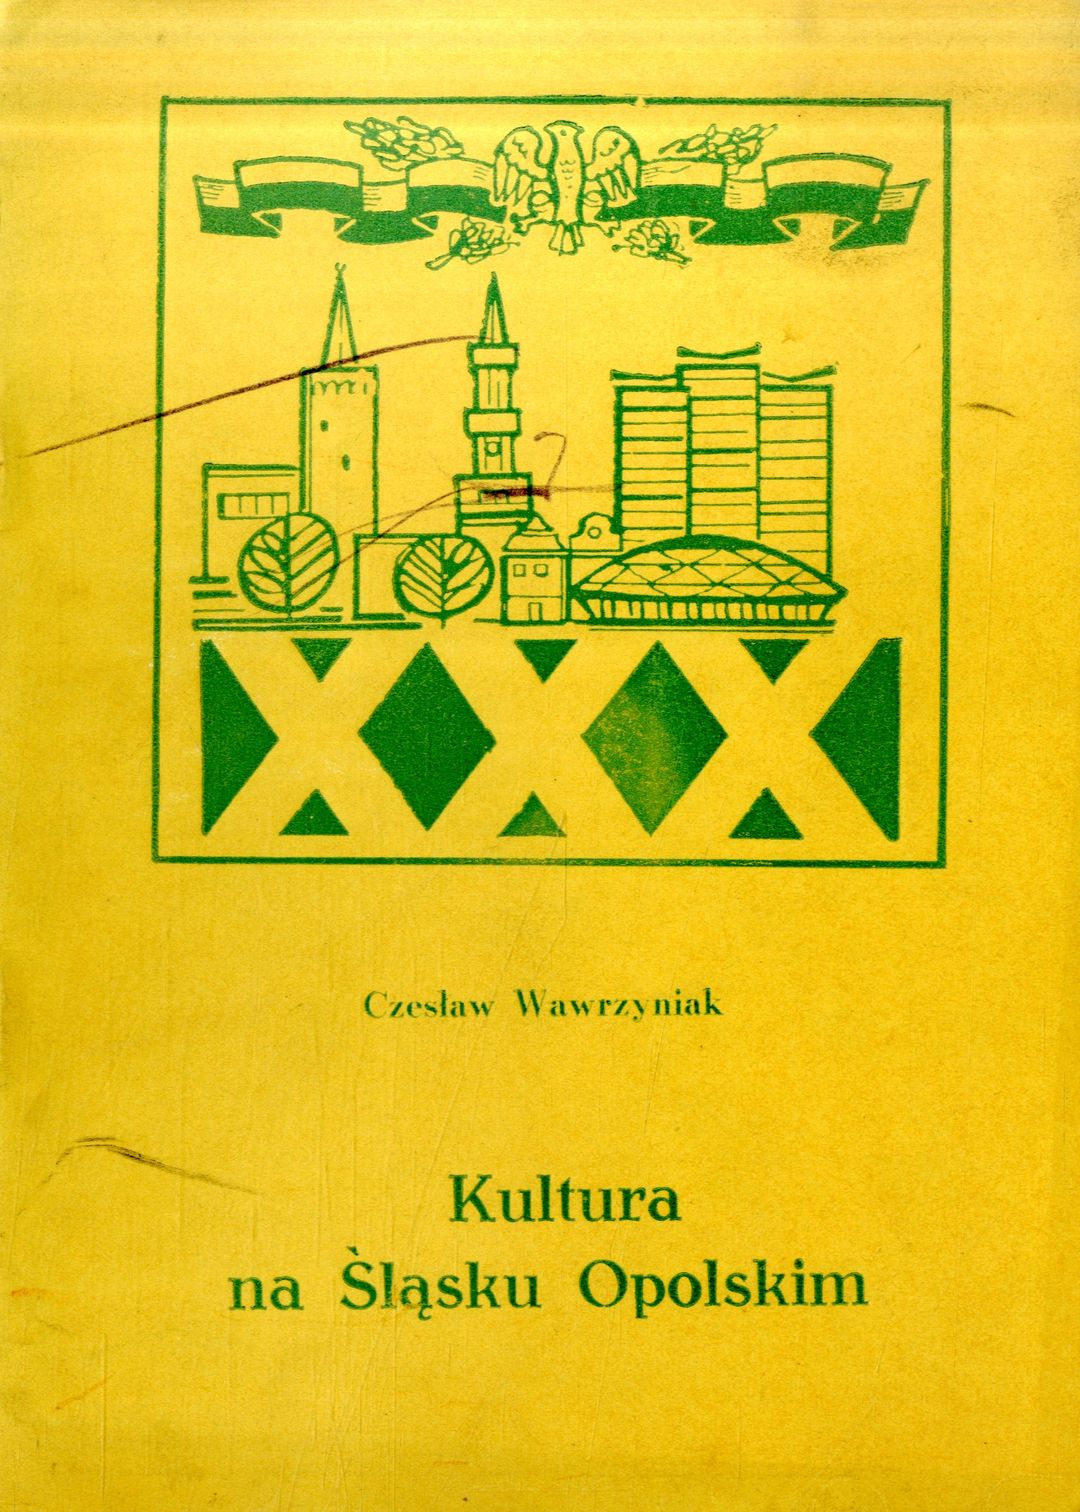 XXX
Czesław Wawrzyniak
Kultura
na Śląsku Opolskim